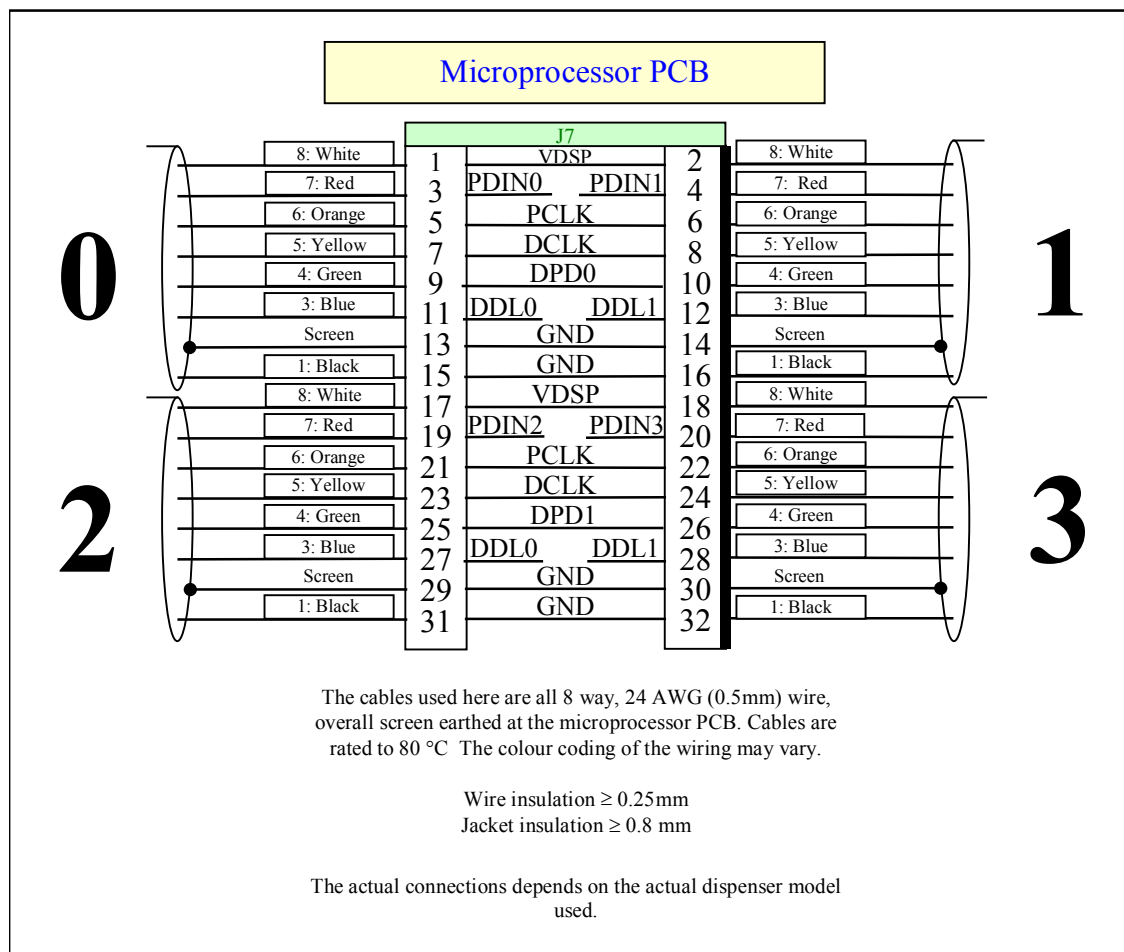 Microprocessor PCB
J7
8: White 1 VDSP 2 8: White
7: Red 3 PDIN0 PDIN1 4 7: Red
6: Orange 5 PCLK 6 6: Orange
5: Yellow 7 DCLK 8 5: Yellow
4: Green 9 DPD0 10 4: Green
3: Blue 11 DDL0 DDL1 12 3: Blue
Screen 13 GND 14 Screen
1: Black 15 GND 16 1: Black
0
1
8: White 17 VDSP 18 8: White
7: Red 19 PDIN2 PDIN3 20 7: Red
6: Orange 21 PCLK 22 6: Orange
5: Yellow 23 DCLK 24 5: Yellow
4: Green 25 DPD1 26 4: Green
3: Blue 27 DDL0 DDL1 28 3: Blue
Screen 29 GND 30 Screen
1: Black 31 GND 32 1: Black
2
3
The cables used here are all 8 way, 24 AWG (0.5mm) wire,
overall screen earthed at the microprocessor PCB. Cables are
rated to 80 °C The colour coding of the wiring may vary.
Wire insulation ≥ 0.25mm
Jacket insulation ≥ 0.8 mm
The actual connections depends on the actual dispenser model
used.